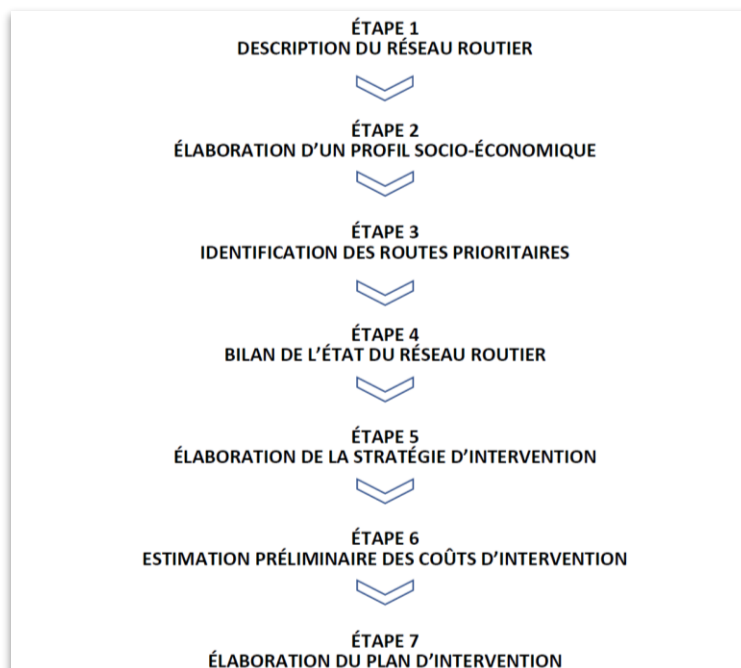 ÉTAPE 1
DESCRIPTION DU RÉSEAU ROUTIER
ÉTAPE 2
ÉLABORATION D’UN PROFIL SOCIO-ÉCONOMIQUE
ÉTAPE 3
IDENTIFICATION DES ROUTES PRIORITAIRES
ÉTAPE 4
BILAN DE L’ÉTAT DU RÉSEAU ROUTIER
ÉTAPE 5
ÉLABORATION DE LA STRATÉGIE D’INTERVENTION
ÉTAPE 6
ESTIMATION PRÉLIMINAIRE DES COÛTS D’INTERVENTION
ÉTAPE 7
ÉLABORATION DU PLAN D’INTERVENTION